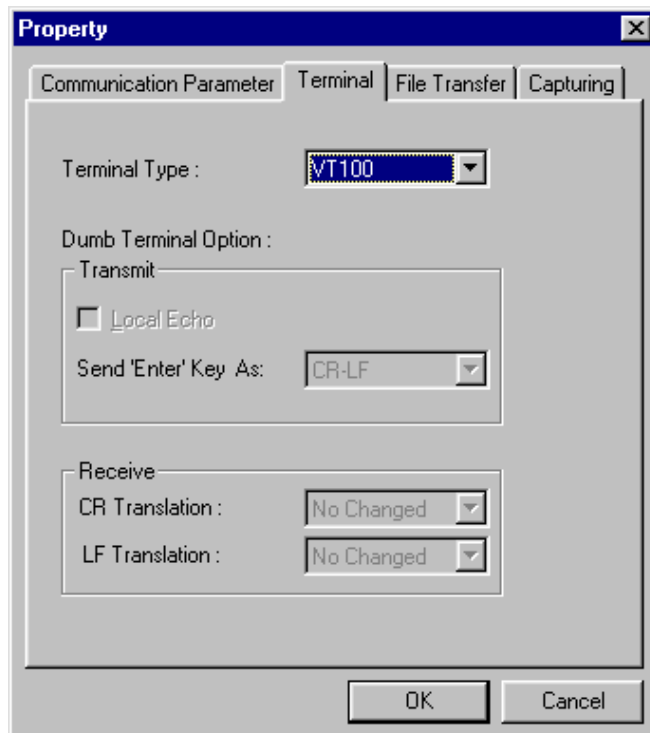 Property
Communication Parameter Terminal File Transfer Capturing
Terminal Type : VT100
Dumb Terminal Option :
Transmit
Local Echo
Send 'Enter' Key As: CR-LF
Receive
CR Translation : No Changed
LF Translation : No Changed
OK Cancel